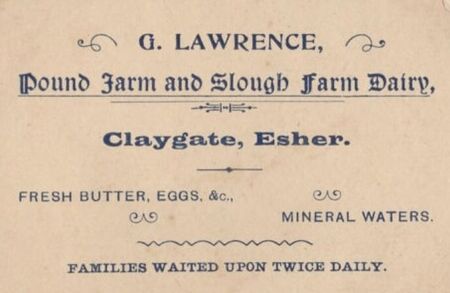 G. LAWRENCE,
Pound Farm and Slough Farm Dairy,
Claygate, Esher.
FRESH BUTTER, EGGS, &c.,
MINERAL WATERS.
FAMILIES WAITED UPON TWICE DAILY.